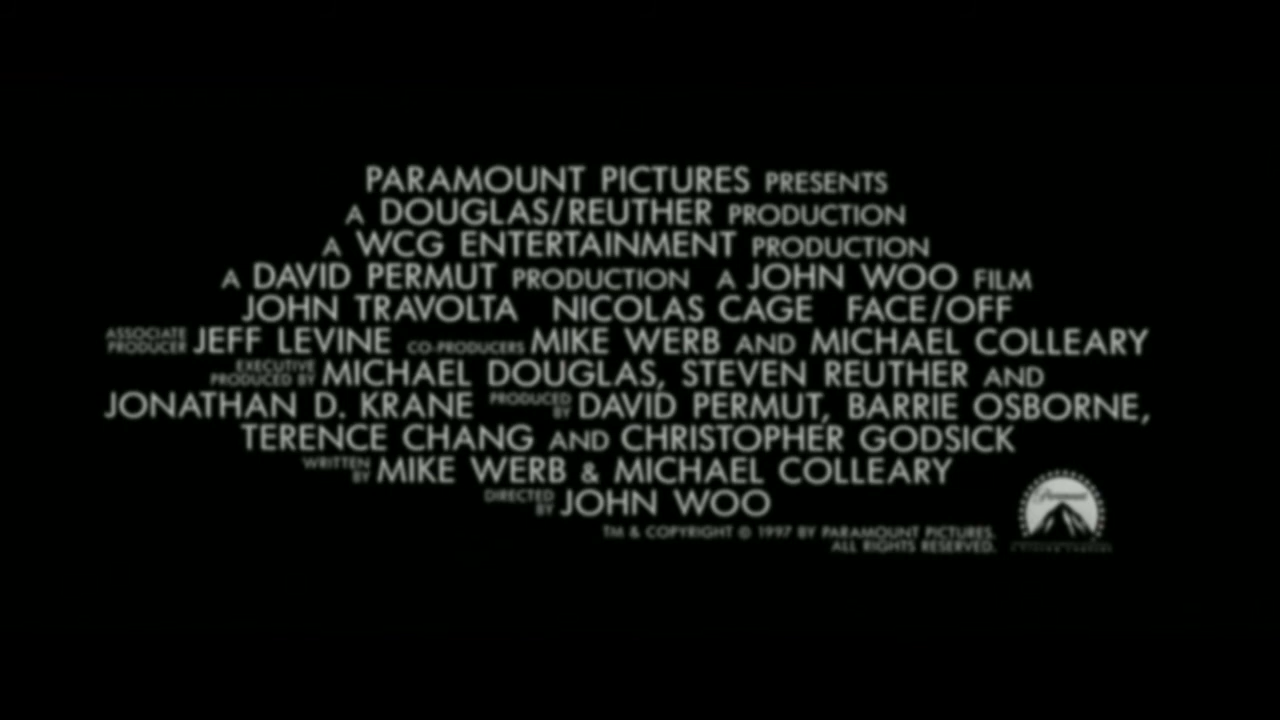 PARAMOUNT PICTURES PRESENTS
A DOUGLAS/REUTHER PRODUCTION
A WCG ENTERTAINMENT PRODUCTION
A DAVID PERMUT PRODUCTION A JOHN WOO FILM
JOHN TRAVOLTA NICOLAS CAGE FACE/OFF
ASSOCIATE PRODUCER JEFF LEVINE CO-PRODUCERS MIKE WERB AND MICHAEL COLLEARY
EXECUTIVE PRODUCED BY MICHAEL DOUGLAS, STEVEN REUTHER AND
JONATHAN D. KRANE PRODUCED BY DAVID PERMUT, BARRIE OSBORNE,
TERENCE CHANG AND CHRISTOPHER GODSICK
WRITTEN BY MIKE WERB & MICHAEL COLLEARY
DIRECTED BY JOHN WOO
TM & COPYRIGHT © 1997 BY PARAMOUNT PICTURES.
ALL RIGHTS RESERVED.
Paramount